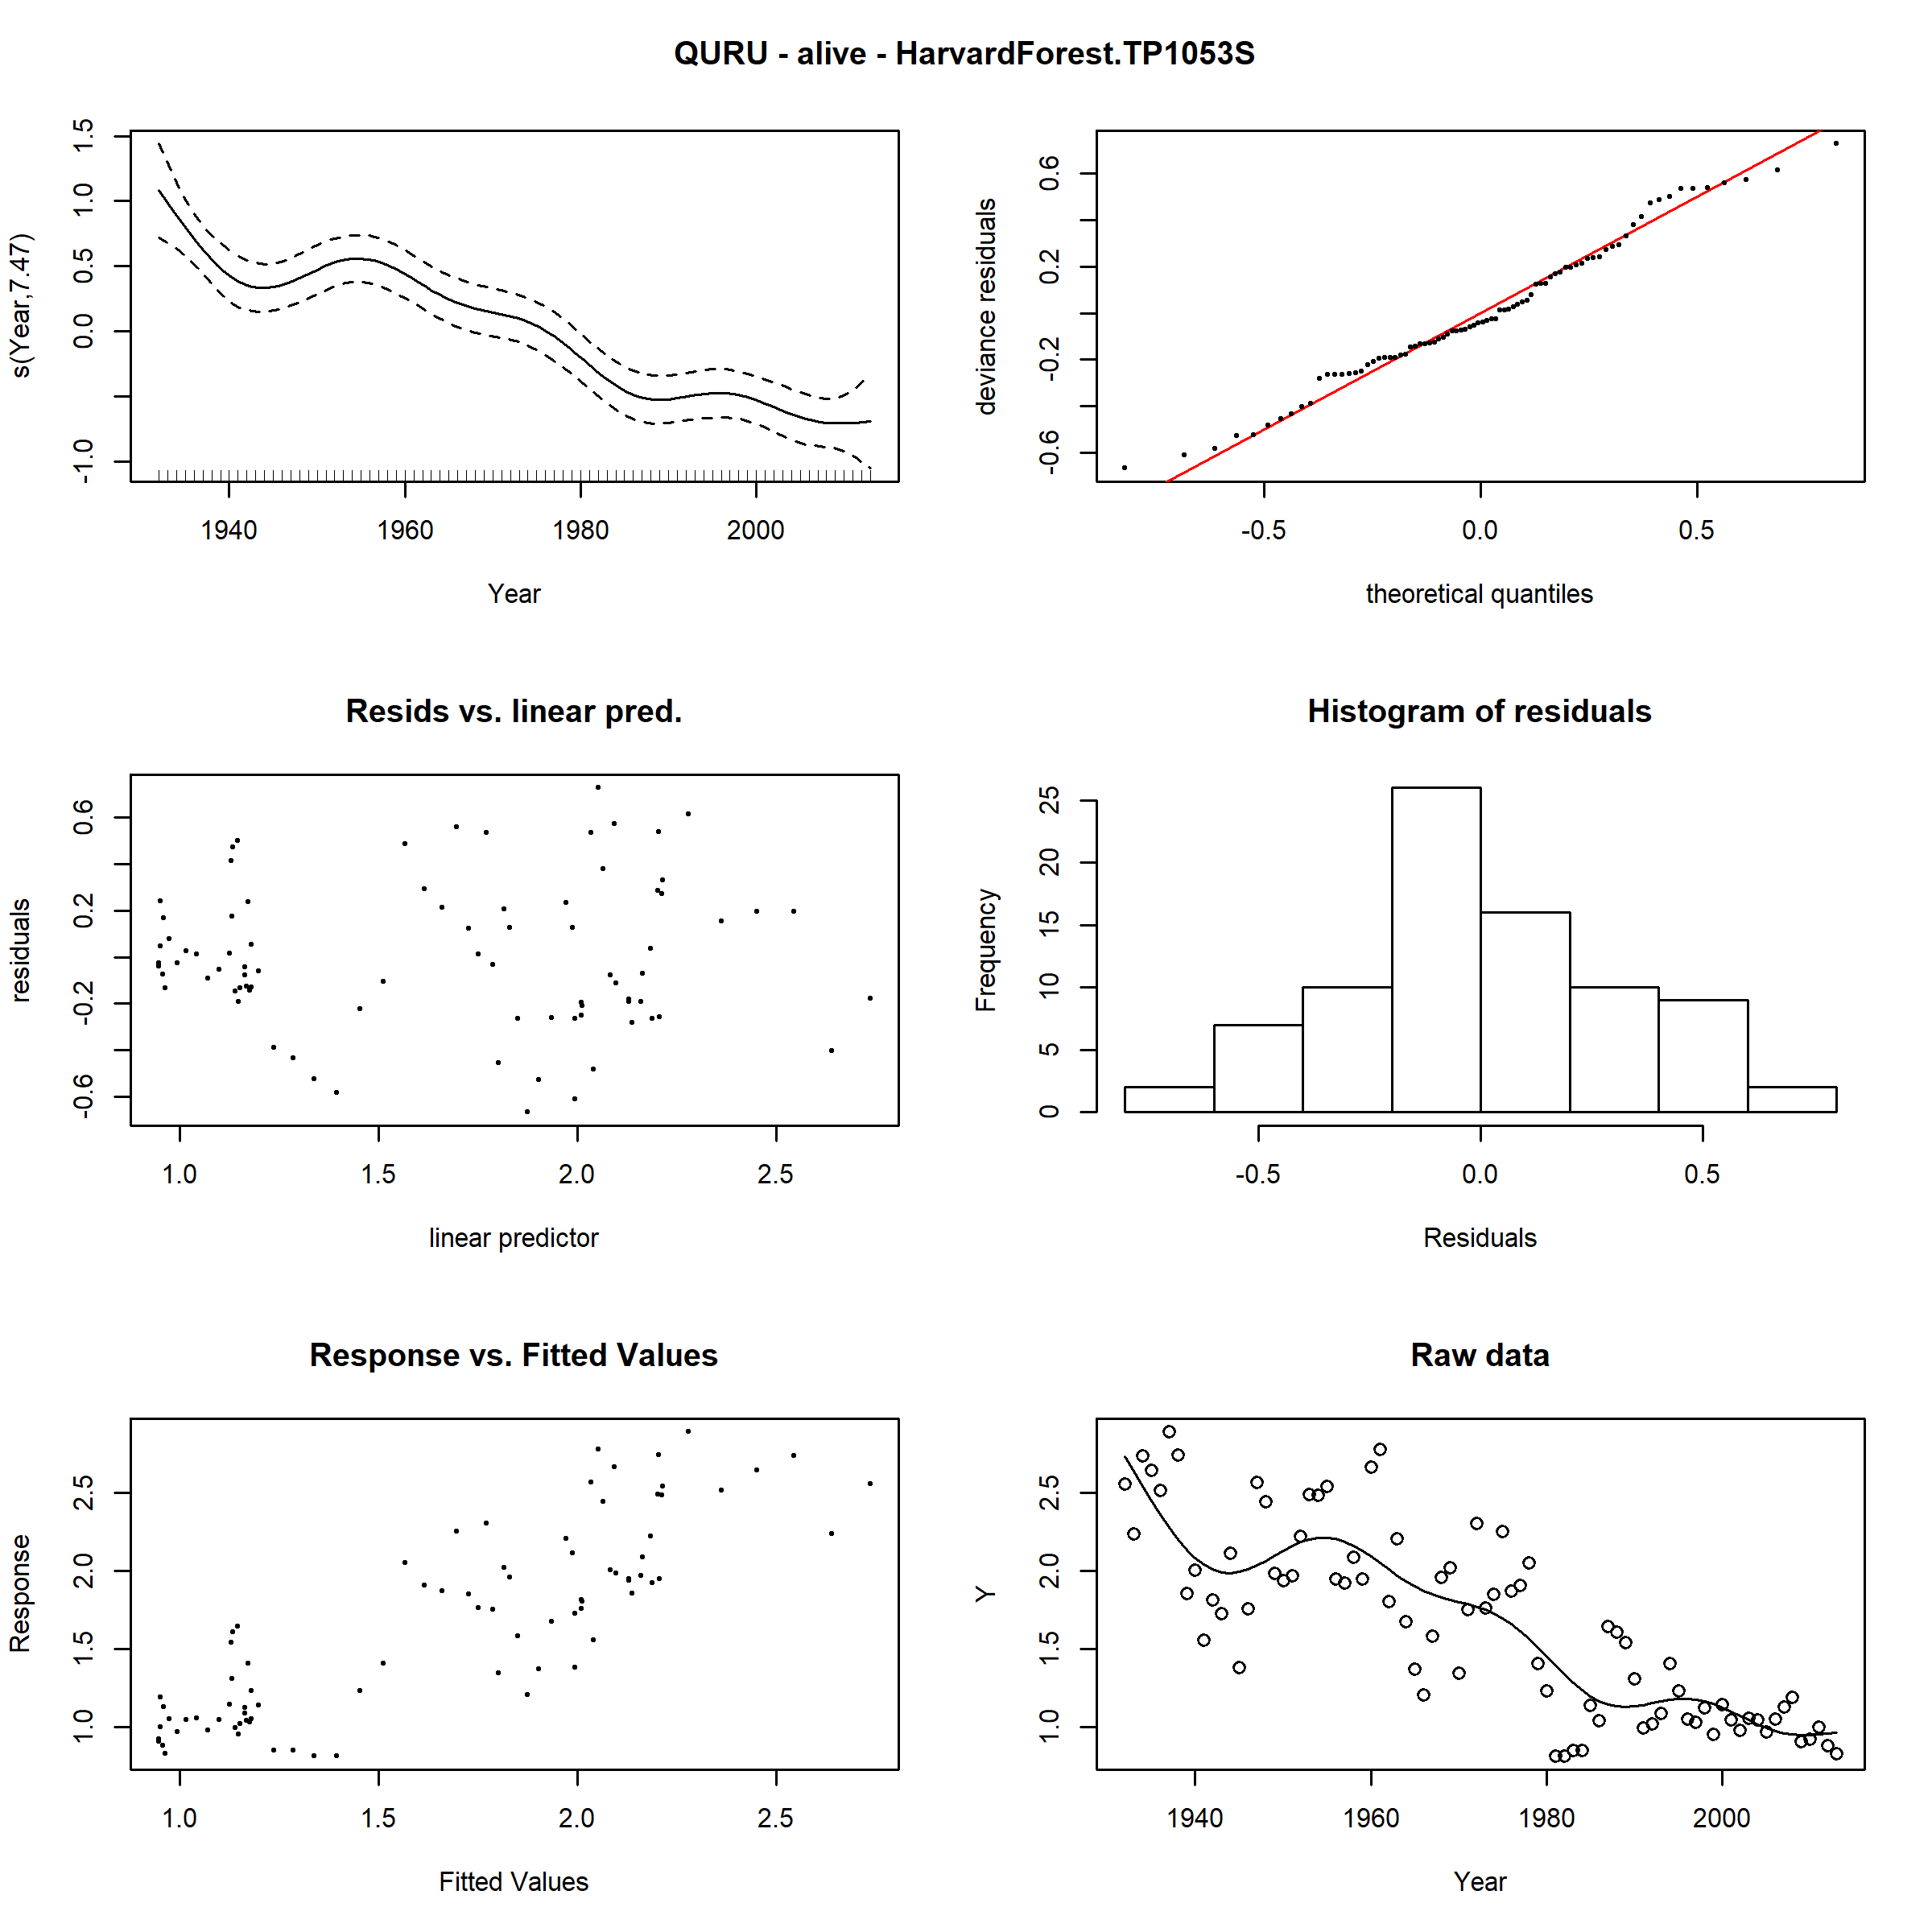 QURU - alive - HarvardForest.TP1053S
s(Year,7.47)
1.5
1.0
0.5
0.0
-1.0
1940 1960 1980 2000
Year
deviance residuals
0.6
0.2
-0.2
-0.6
-0.5 0.0 0.5
theoretical quantiles
Resids vs. linear pred.
residuals
0.6
0.2
-0.2
-0.6
1.0 1.5 2.0 2.5
linear predictor
Histogram of residuals
Frequency
25
20
15
10
5
0
-0.5 0.0 0.5
Residuals
Response vs. Fitted Values
Response
2.5
2.0
1.5
1.0
1.0 1.5 2.0 2.5
Fitted Values
Raw data
Y
2.5
2.0
1.5
1.0
1940 1960 1980 2000
Year